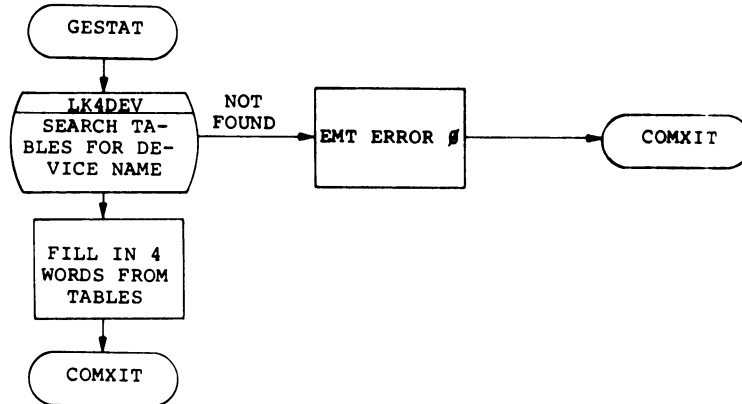 GESTAT
LK4DEV
SEARCH TA-
BLES FOR DE-
VICE NAME
NOT
FOUND
EMT ERROR Ø
COMXIT
FILL IN 4
WORDS FROM
TABLES
COMXIT